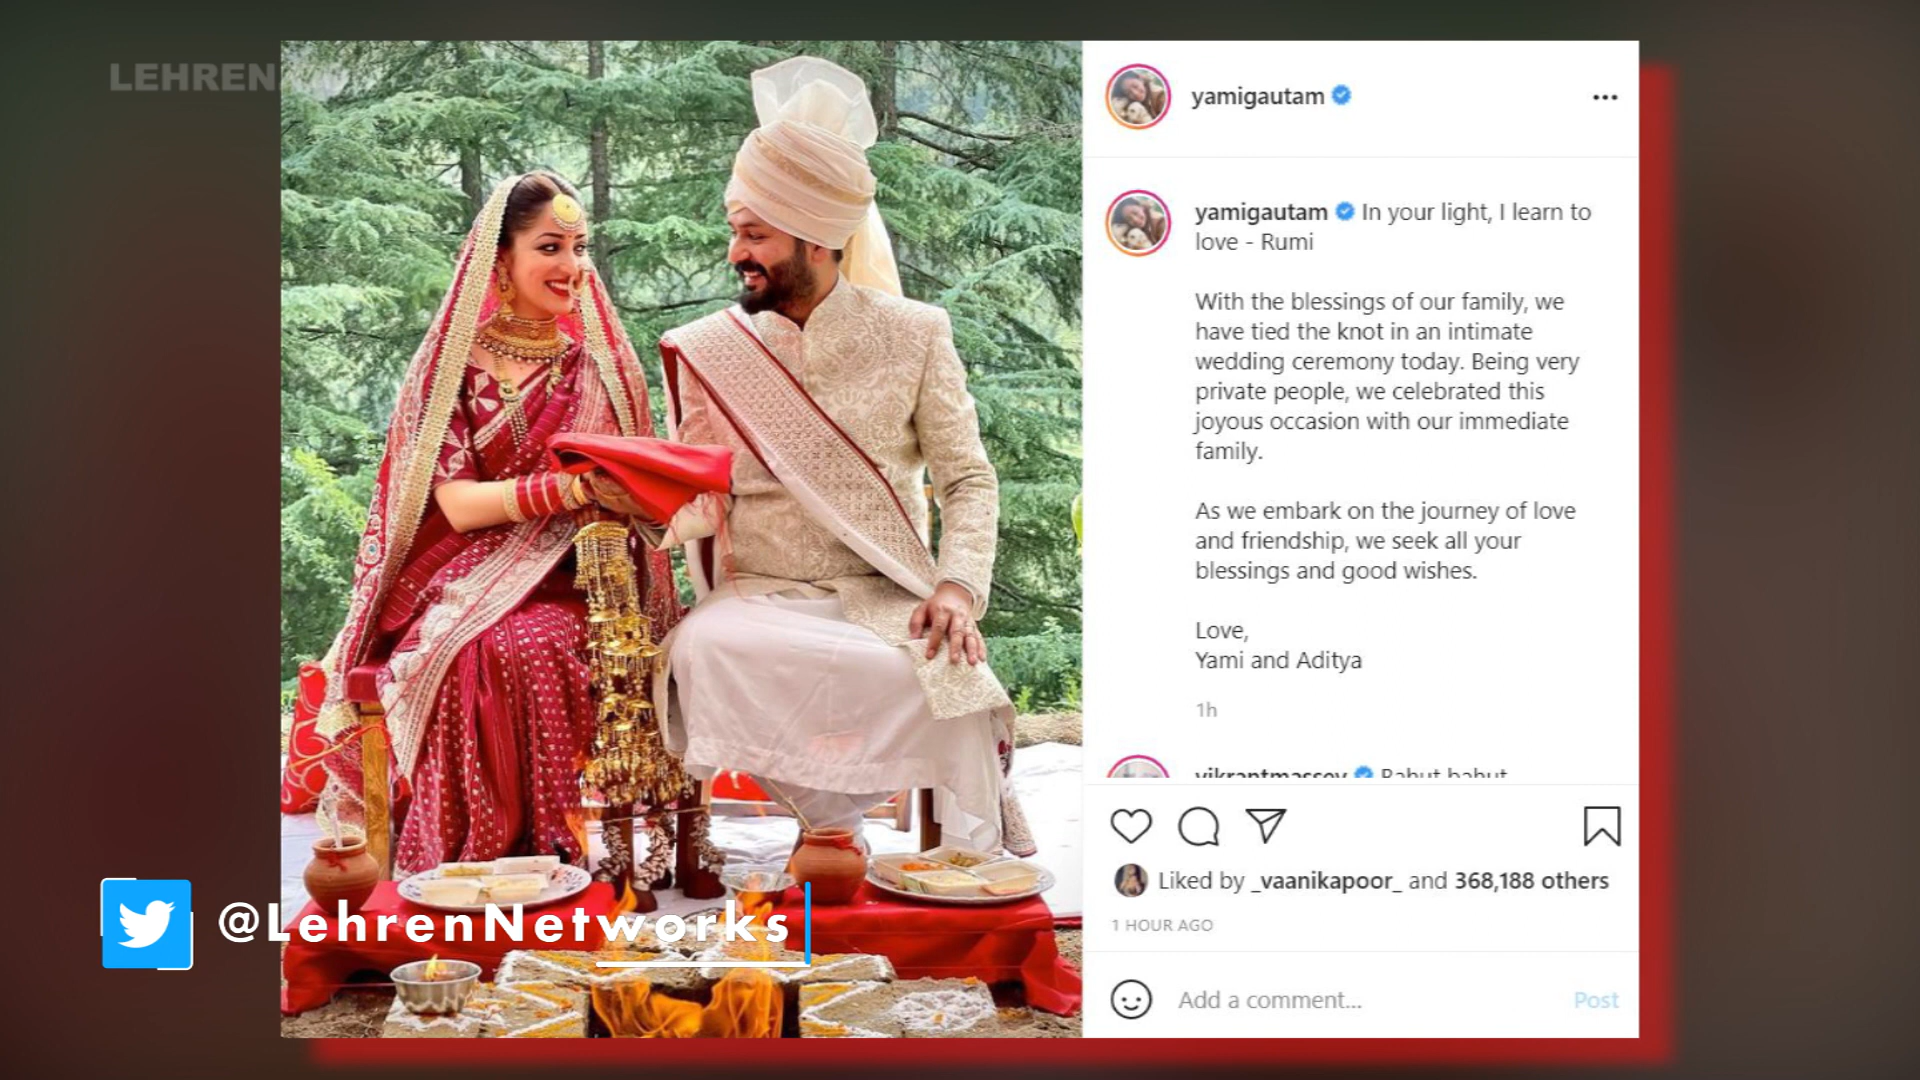 LEHREN
yamigautam
yamigautam In your light, I learn to
love - Rumi
With the blessings of our family, we
have tied the knot in an intimate
wedding ceremony today. Being very
private people, we celebrated this
joyous occasion with our immediate
family.
As we embark on the journey of love
and friendship, we seek all your
blessings and good wishes.
Love,
Yami and Aditya
1h
vikrantmassey Bahut bahut
Liked by _vaanikapoor_ and 368,188 others
1 HOUR AGO
Add a comment... Post
@LehrenNetworks